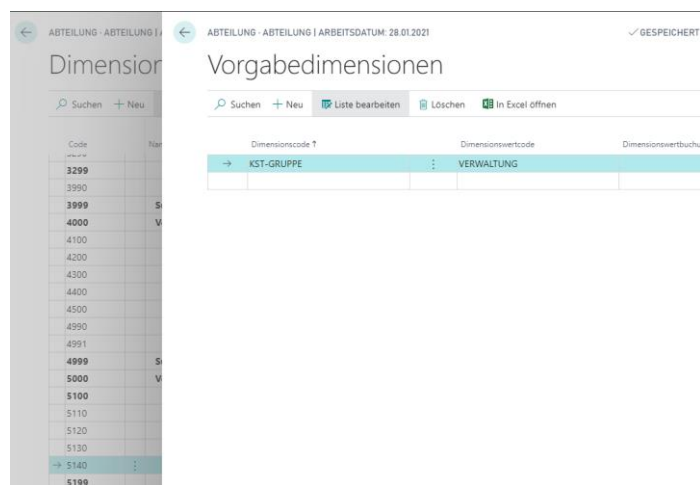 ABTEILUNG - ABTEILUNG |
Dimension
Suchen + Neu
Code
3299
3990
3999
4000
4100
4200
4300
4400
4500
4990
4991
4999
5000
5100
5110
5120
5130
5140
5199
ABTEILUNG - ABTEILUNG | ARBEITSDATUM: 28.01.2021
GESPEICHERT
Vorgabedimensionen
Suchen + Neu Liste bearbeiten Löschen In Excel öffnen
Dimensionscode ↑ Dimensionswertcode Dimensionswertbuchu
KST-GRUPPE VERWALTUNG